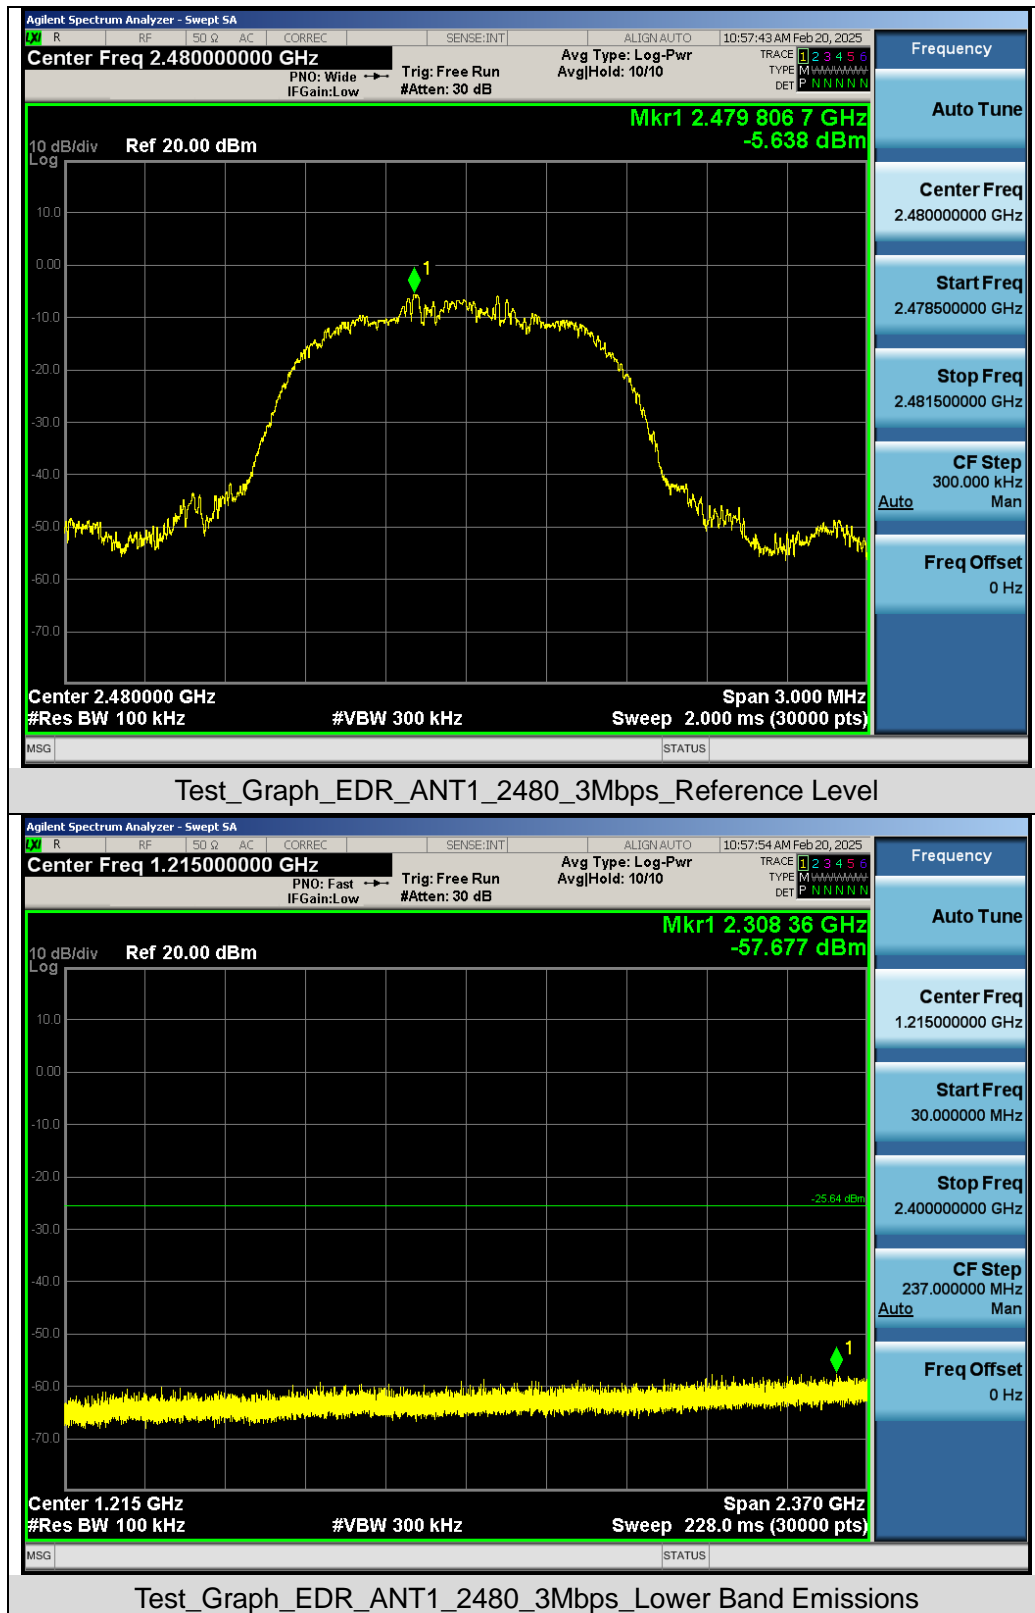 Agilent Spectrum Analyzer - Swept SA
LXI R RF 50 Ω AC CORREC SENSE:INT ALIGN AUTO 10:57:43 AM Feb 20, 2025
Center Freq 2.480000000 GHz Avg Type: Log-Pwr TRACE 1 2 3 4 5 6
PNO: Wide Trig: Free Run Avg|Hold: 10/10 TYPE M
IFGain:Low #Atten: 30 dB DET P N N N N N
Mkr1 2.479 806 7 GHz
-5.638 dBm
10 dB/div Ref 20.00 dBm
Log
10.0
0.00
1
-10.0
-20.0
-30.0
-40.0
-50.0
-60.0
-70.0
Center 2.480000 GHz Span 3.000 MHz
#Res BW 100 kHz #VBW 300 kHz Sweep 2.000 ms (30000 pts)
MSG STATUS
Frequency
Auto Tune
Center Freq
2.480000000 GHz
Start Freq
2.478500000 GHz
Stop Freq
2.481500000 GHz
CF Step
300.000 kHz
Auto Man
Freq Offset
0 Hz
Test_Graph_EDR_ANT1_2480_3Mbps_Reference Level
Agilent Spectrum Analyzer - Swept SA
LXI R RF 50 Ω AC CORREC SENSE:INT ALIGN AUTO 10:57:54 AM Feb 20, 2025
Center Freq 1.215000000 GHz Avg Type: Log-Pwr TRACE 1 2 3 4 5 6
PNO: Fast Trig: Free Run Avg|Hold: 10/10 TYPE M
IFGain:Low #Atten: 30 dB DET P N N N N N
Mkr1 2.308 36 GHz
-57.677 dBm
10 dB/div Ref 20.00 dBm
Log
10.0
0.00
-10.0
-20.0
-25.64 dBm
-30.0
-40.0
-50.0
1
-60.0
-70.0
Center 1.215 GHz Span 2.370 GHz
#Res BW 100 kHz #VBW 300 kHz Sweep 228.0 ms (30000 pts)
MSG STATUS
Frequency
Auto Tune
Center Freq
1.215000000 GHz
Start Freq
30.000000 MHz
Stop Freq
2.400000000 GHz
CF Step
237.000000 MHz
Auto Man
Freq Offset
0 Hz
Test_Graph_EDR_ANT1_2480_3Mbps_Lower Band Emissions